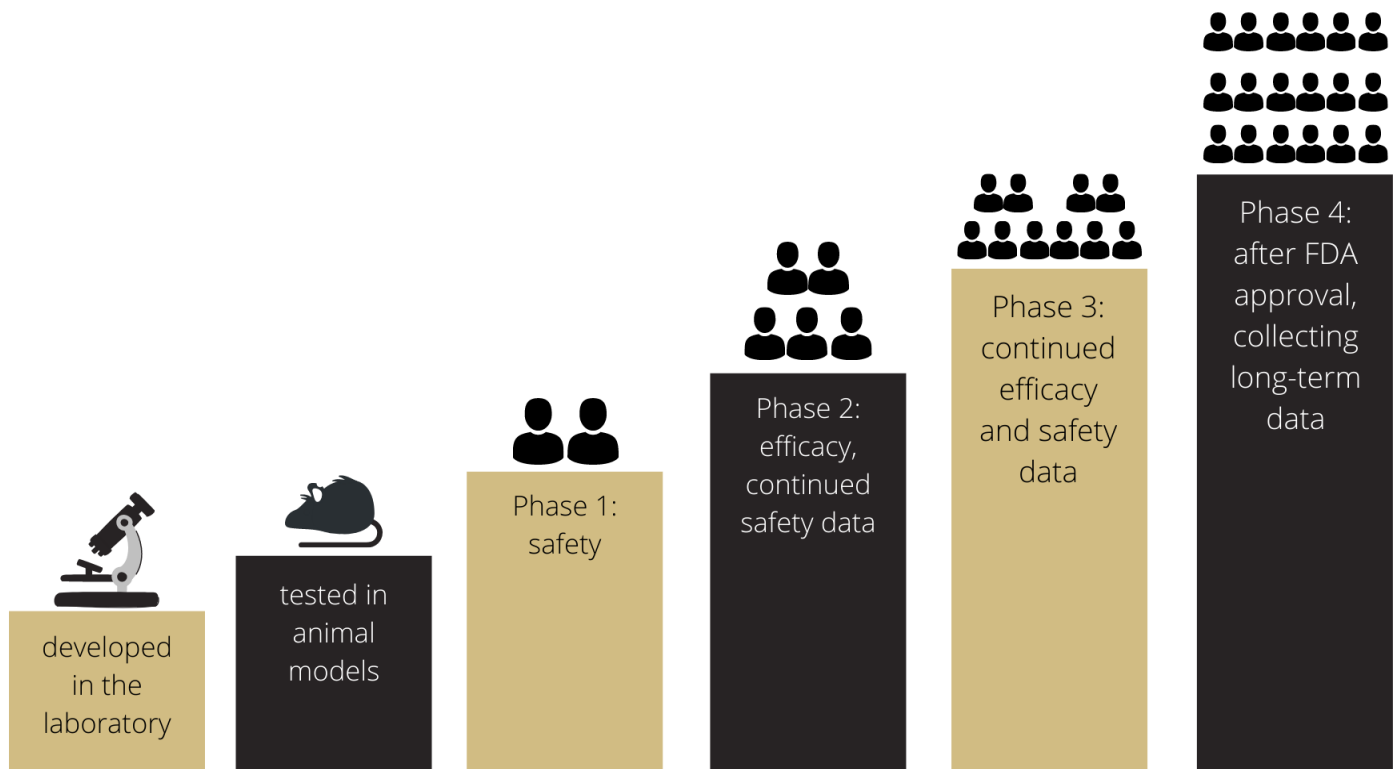 developed
in the
laboratory
tested in
animal
models
Phase 1:
safety
Phase 2:
efficacy,
continued
safety data
Phase 3:
continued
efficacy
and safety
data
Phase 4:
after FDA
approval,
collecting
long-term
data